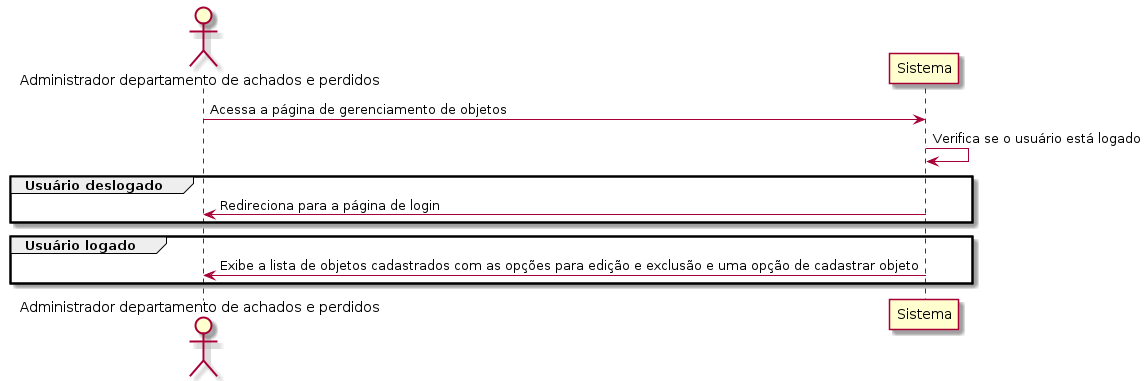 Administrador departamento de achados e perdidos
Sistema
Acessa a página de gerenciamento de objetos
Verifica se o usuário está logado
Usuário deslogado
Redireciona para a página de login
Usuário logado
Exibe a lista de objetos cadastrados com as opções para edição e exclusão e uma opção de cadastrar objeto
Administrador departamento de achados e perdidos
Sistema